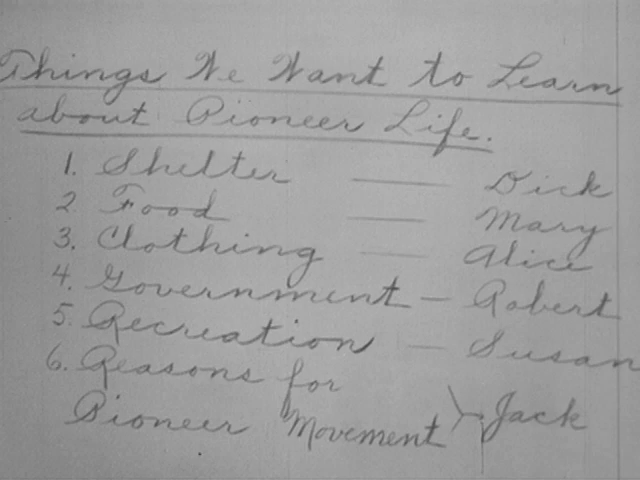 Things We Want to Learn
about Pioneer Life.
1. Shelter — Dick
2. Food — Mary
3. Clothing — Alice
4. Government — Robert
5. Recreation — Susan
6. Reasons for
Pioneer Movement } Jack